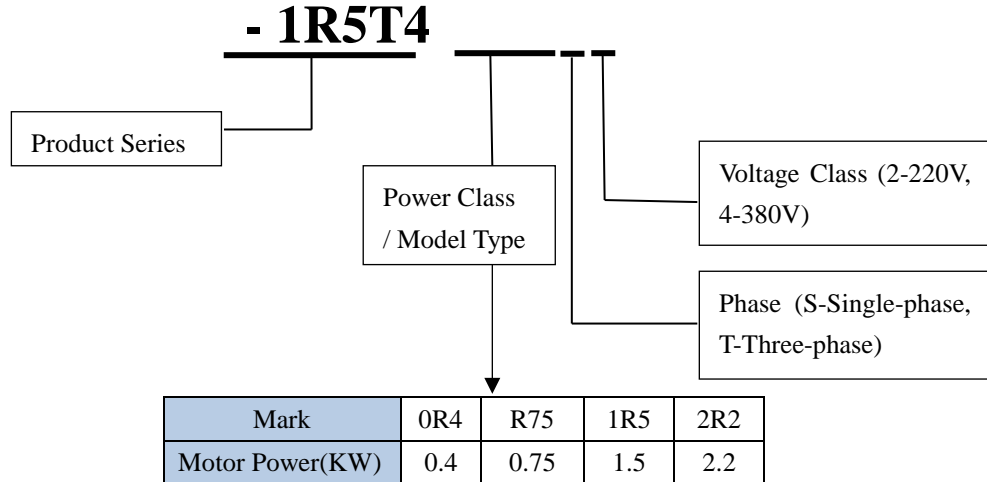 - 1R5T4
Product Series
Power Class
/ Model Type
Voltage Class (2-220V,
4-380V)
Phase (S-Single-phase,
T-Three-phase)
Mark 0R4 R75 1R5 2R2
Motor Power(KW) 0.4 0.75 1.5 2.2